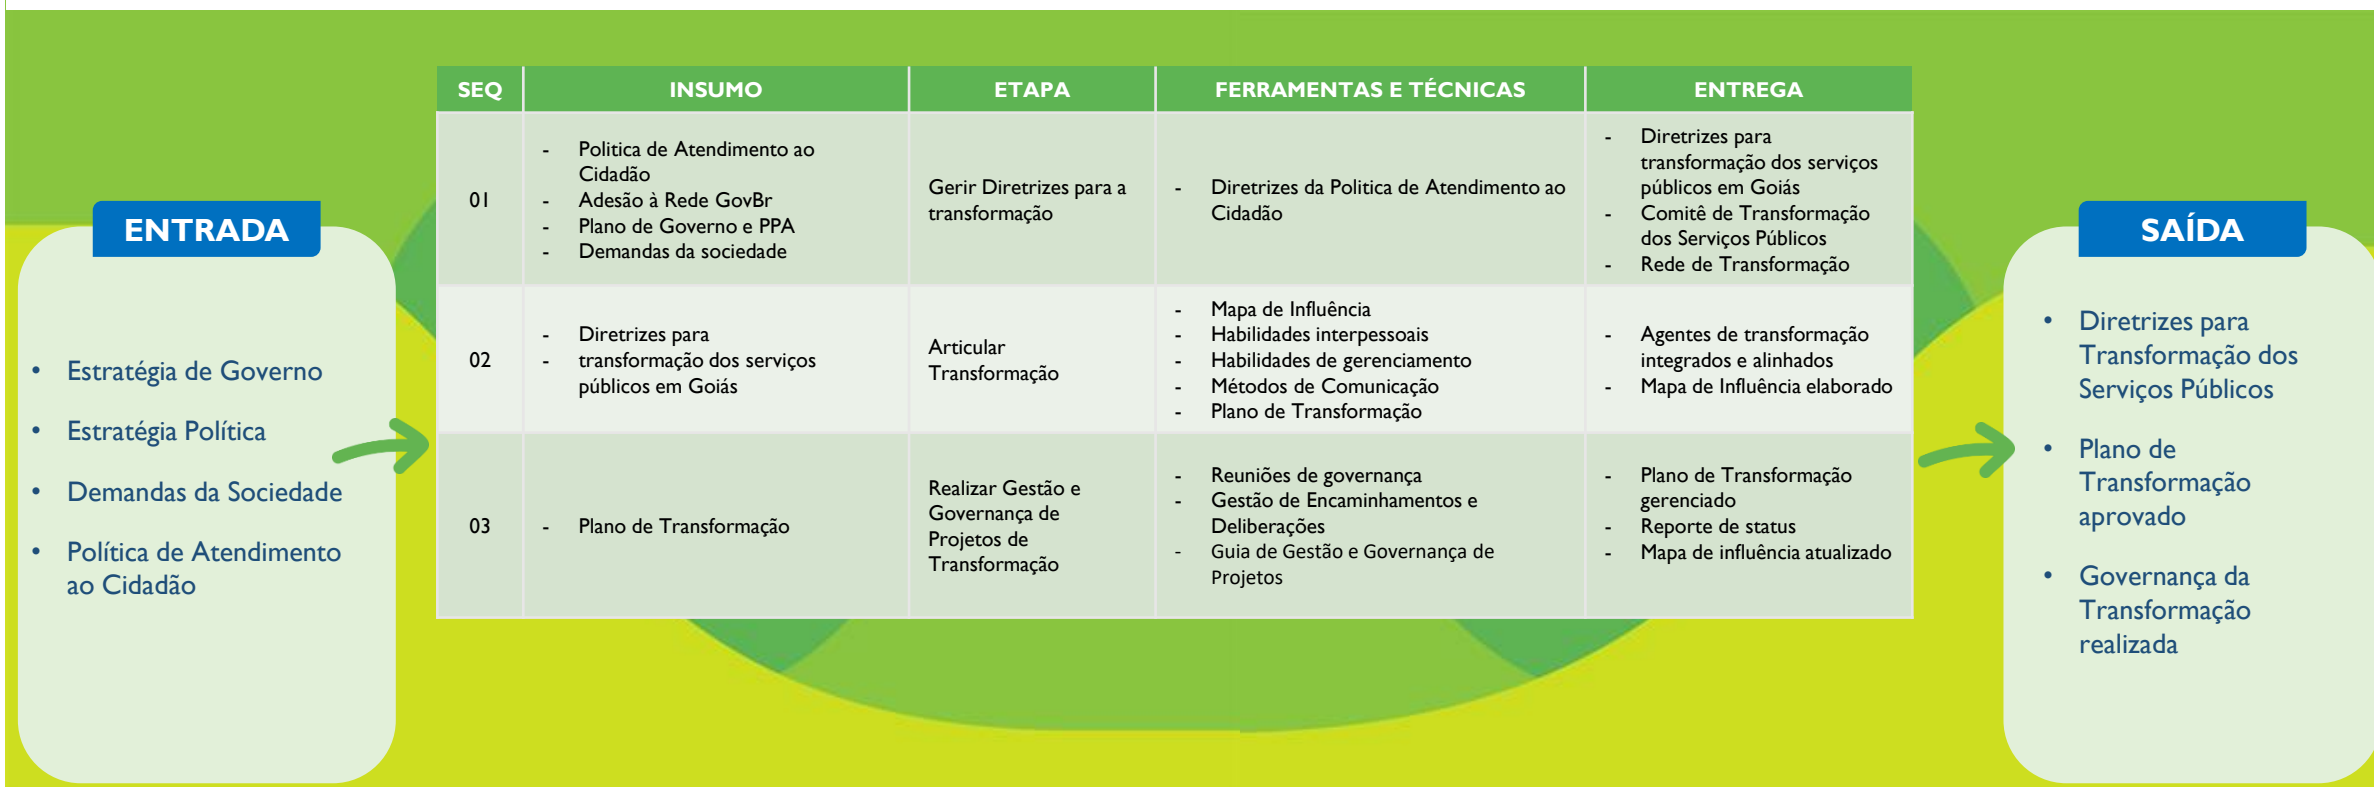 ENTRADA
• Estratégia de Governo
• Estratégia Política
• Demandas da Sociedade
• Política de Atendimento
ao Cidadão
SEQ
INSUMO
ETAPA
FERRAMENTAS E TÉCNICAS
ENTREGA
01
- Politica de Atendimento ao
Cidadão
- Adesão à Rede GovBr
- Plano de Governo e PPA
- Demandas da sociedade
Gerir Diretrizes para a
transformação
- Diretrizes da Politica de Atendimento ao
Cidadão
- Diretrizes para
transformação dos serviços
públicos em Goiás
- Comitê de Transformação
dos Serviços Públicos
- Rede de Transformação
02
- Diretrizes para
- transformação dos serviços
públicos em Goiás
Articular
Transformação
- Mapa de Influência
- Habilidades interpessoais
- Habilidades de gerenciamento
- Métodos de Comunicação
- Plano de Transformação
- Agentes de transformação
integrados e alinhados
- Mapa de Influência elaborado
03
- Plano de Transformação
Realizar Gestão e
Governança de
Projetos de
Transformação
- Reuniões de governança
- Gestão de Encaminhamentos e
Deliberações
- Guia de Gestão e Governança de
Projetos
- Plano de Transformação
gerenciado
- Reporte de status
- Mapa de influência atualizado
SAÍDA
• Diretrizes para
Transformação dos
Serviços Públicos
• Plano de
Transformação
aprovado
• Governança da
Transformação
realizada